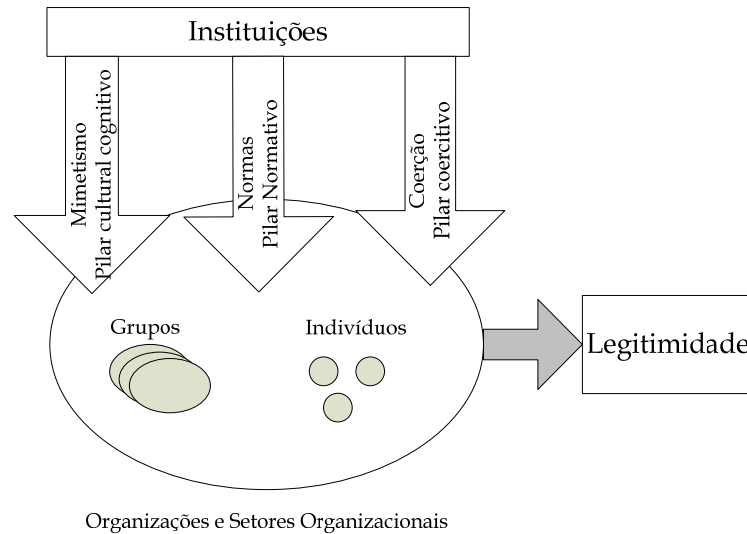 Instituições
Mimetismo
Pilar cultural cognitivo
Normas
Pilar Normativo
Coerção
Pilar coercitivo
Grupos
Indivíduos
Legitimidade
Organizações e Setores Organizacionais